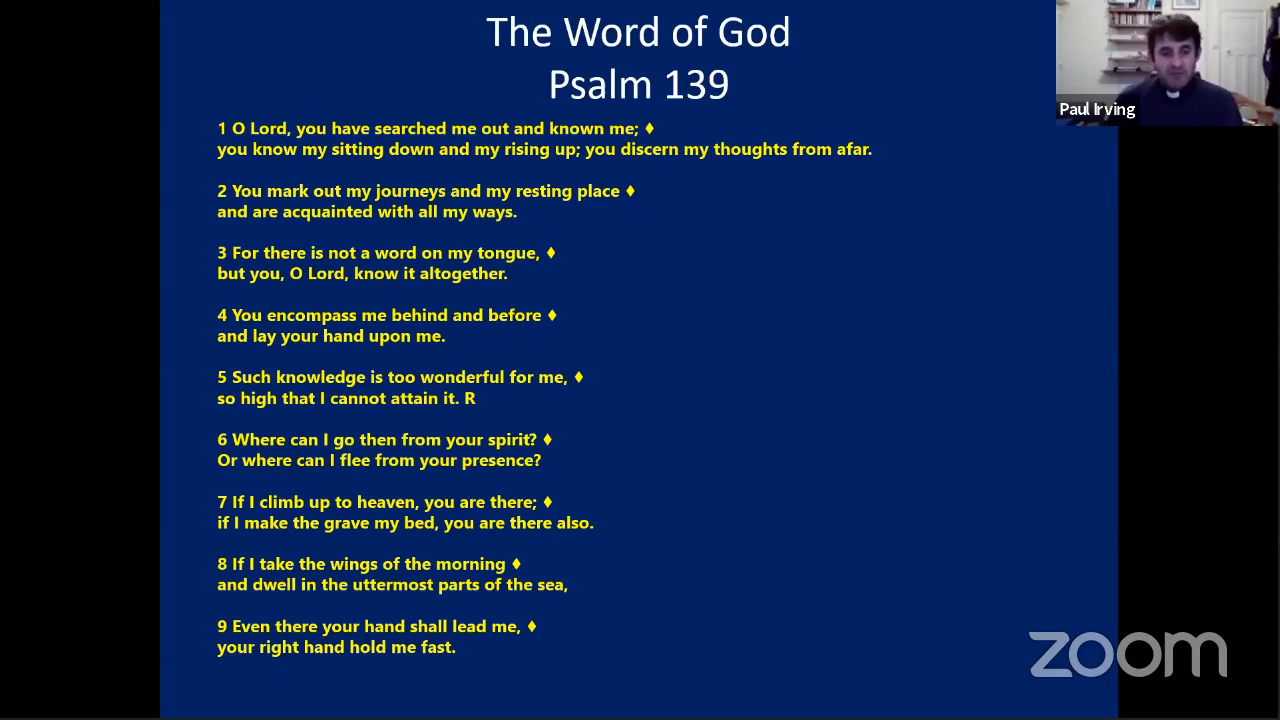 The Word of God
Psalm 139
Paul Irving
1 O Lord, you have searched me out and known me; ♦
you know my sitting down and my rising up; you discern my thoughts from afar.
2 You mark out my journeys and my resting place ♦
and are acquainted with all my ways.
3 For there is not a word on my tongue, ♦
but you, O Lord, know it altogether.
4 You encompass me behind and before ♦
and lay your hand upon me.
5 Such knowledge is too wonderful for me, ♦
so high that I cannot attain it. R
6 Where can I go then from your spirit? ♦
Or where can I flee from your presence?
7 If I climb up to heaven, you are there; ♦
if I make the grave my bed, you are there also.
8 If I take the wings of the morning ♦
and dwell in the uttermost parts of the sea,
9 Even there your hand shall lead me, ♦
your right hand hold me fast.
zoom